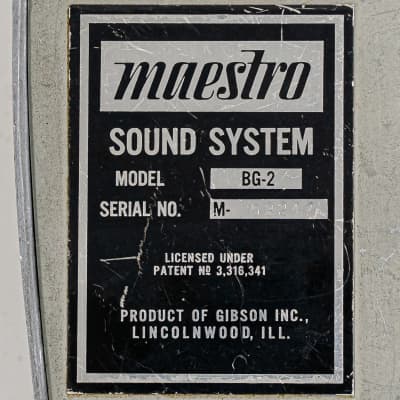 maestro
SOUND SYSTEM
MODEL BG-2
SERIAL NO. M-
LICENSED UNDER
PATENT Nº 3,316,341
PRODUCT OF GIBSON INC.,
LINCOLNWOOD, ILL.